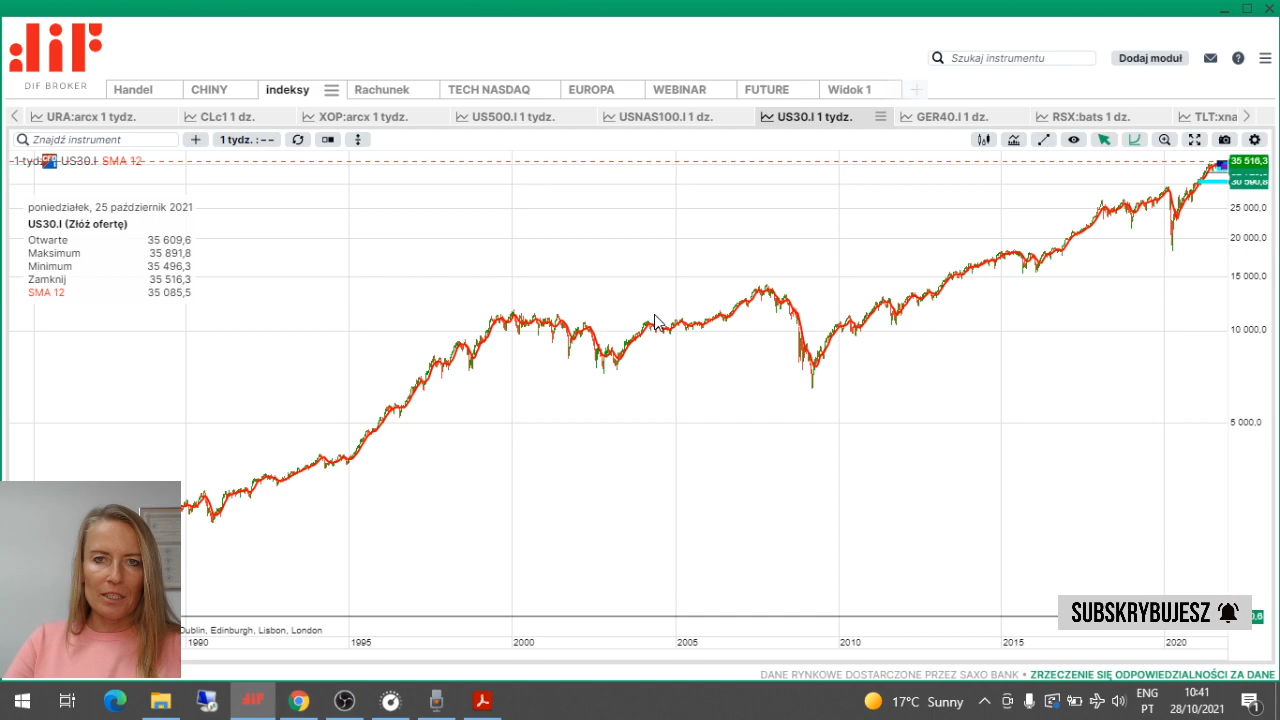 dif
DIF BROKER
Szukaj instrumentu
Dodaj moduł
Handel
CHINY
indeksy
Rachunek
TECH NASDAQ
EUROPA
WEBINAR
FUTURE
Widok 1
URA:arcx 1 tydz.
CLc1 1 dz.
XOP:arcx 1 tydz.
US500.I 1 tydz.
USNAS100.I 1 dz.
US30.I 1 tydz.
GER40.I 1 dz.
RSX:bats 1 dz.
TLT:xna
Znajdź instrument
1 tydz. : --
US30.I SMA 12
poniedziałek, 25 październik 2021
US30.I (Złóż ofertę)
Otwarte 35 609,6
Maksimum 35 891,8
Minimum 35 496,3
Zamknij 35 516,3
SMA 12 35 085,5
35 516,3
30 590,8
25 000,0
20 000,0
15 000,0
10 000,0
5 000,0
SUBSKRYBUJESZ
Dublin, Edinburgh, Lisbon, London
1990
1995
2000
2005
2010
2015
2020
DANE RYNKOWE DOSTARCZONE PRZEZ SAXO BANK • ZRZECZENIE SIĘ ODPOWIEDZIALNOŚCI ZA DANE
dif
17°C Sunny
ENG
PT
10:41
28/10/2021
1